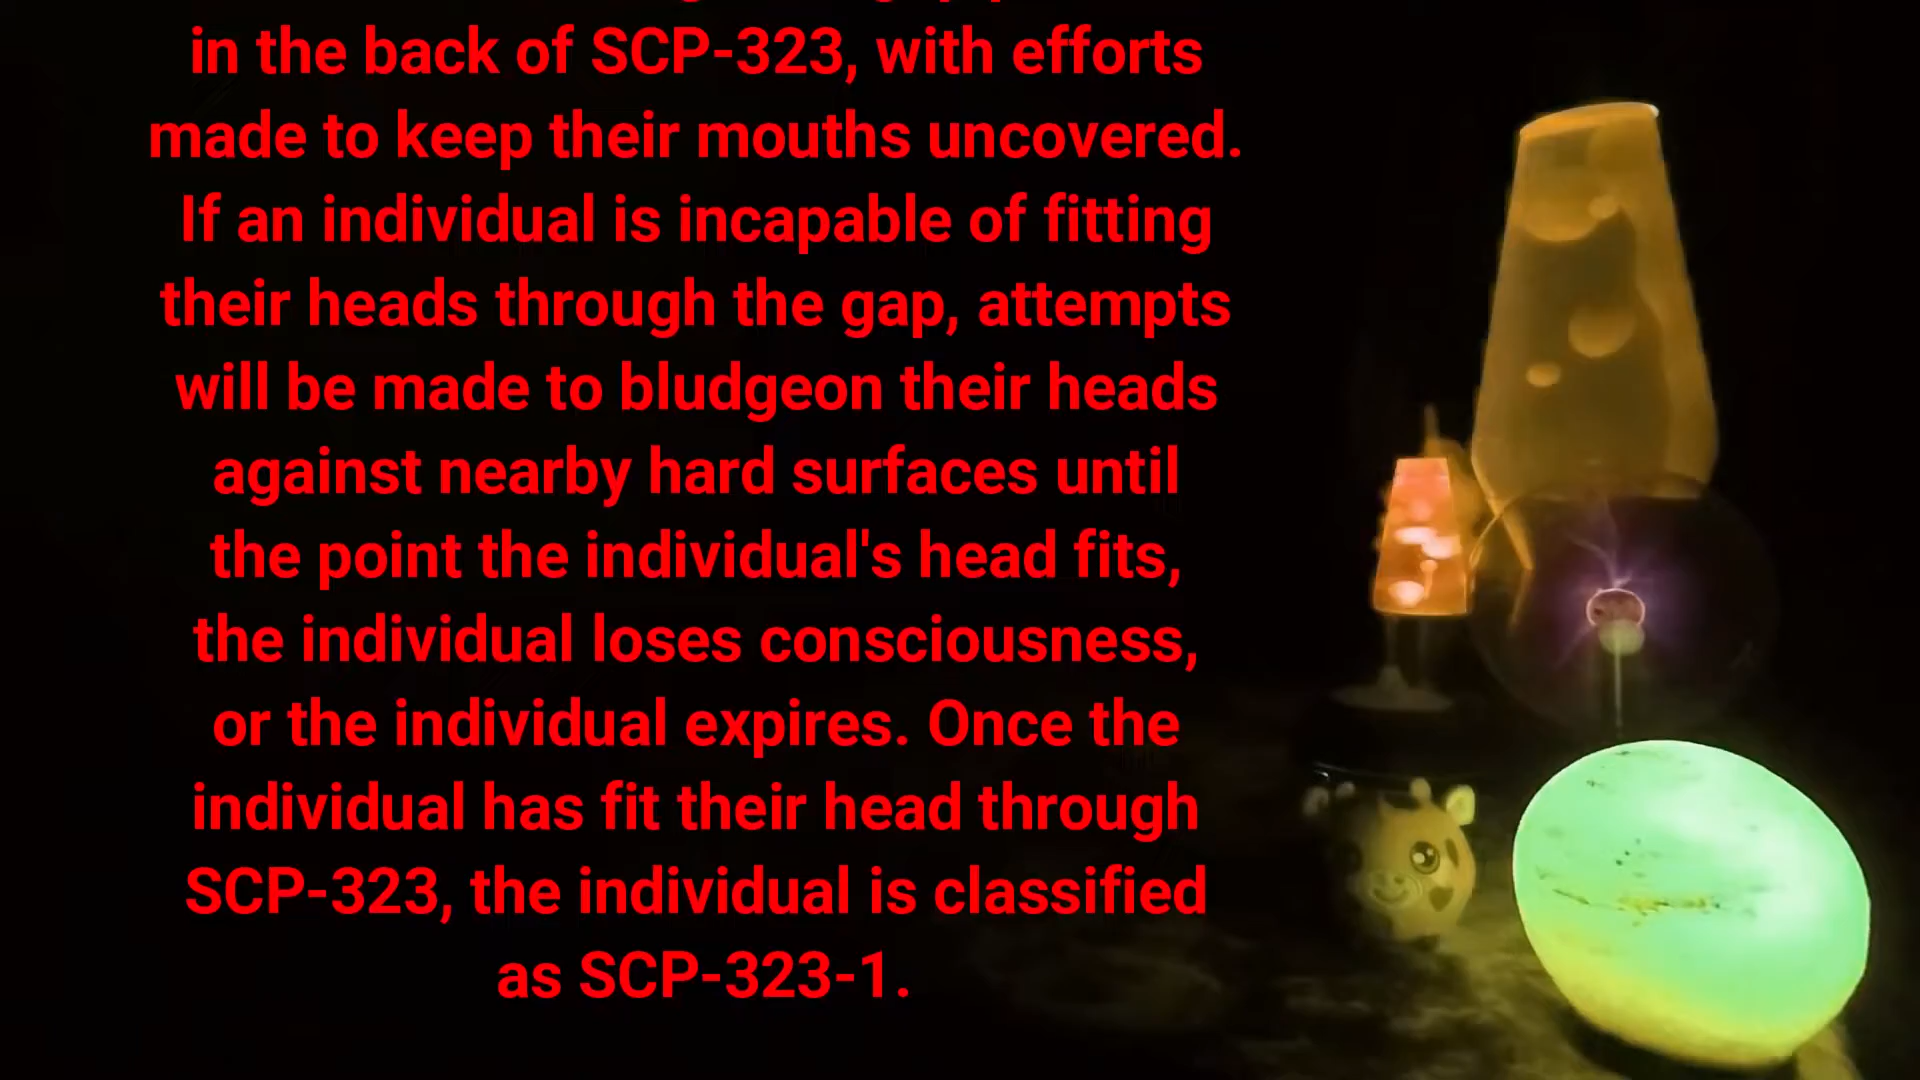 in the back of SCP-323, with efforts
made to keep their mouths uncovered.
If an individual is incapable of fitting
their heads through the gap, attempts
will be made to bludgeon their heads
against nearby hard surfaces until
the point the individual's head fits,
the individual loses consciousness,
or the individual expires. Once the
individual has fit their head through
SCP-323, the individual is classified
as SCP-323-1.